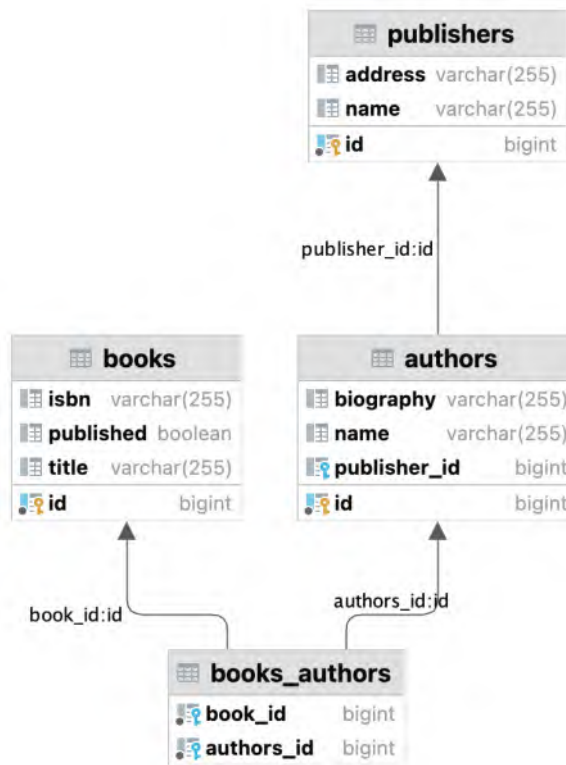 publishers
address varchar(255)
name varchar(255)
id bigint
publisher_id:id
books
isbn varchar(255)
published boolean
title varchar(255)
id bigint
authors
biography varchar(255)
name varchar(255)
publisher_id bigint
id bigint
book_id:id
authors_id:id
books_authors
book_id bigint
authors_id bigint